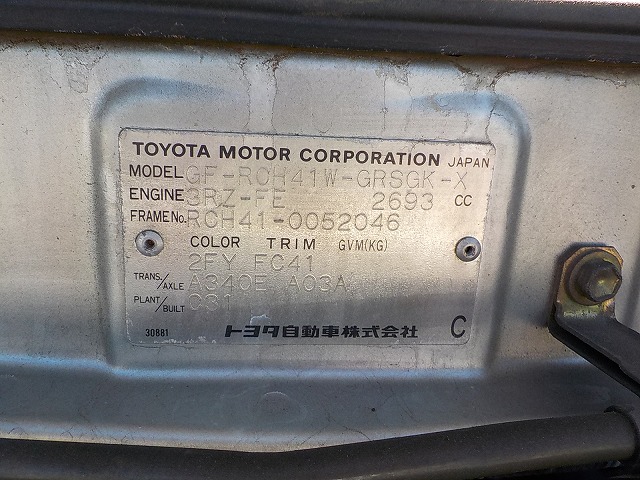 TOYOTA MOTOR CORPORATION JAPAN
MODEL GF-RCH41W-GRSGK-X
ENGINE 3RZ-FE 2693 CC
FRAME No. RCH41-0052046
COLOR TRIM GVM(KG)
2FY FC41
TRANS./AXLE A340E A03A
PLANT/BUILT C31
30881 トヨタ自動車株式会社 C